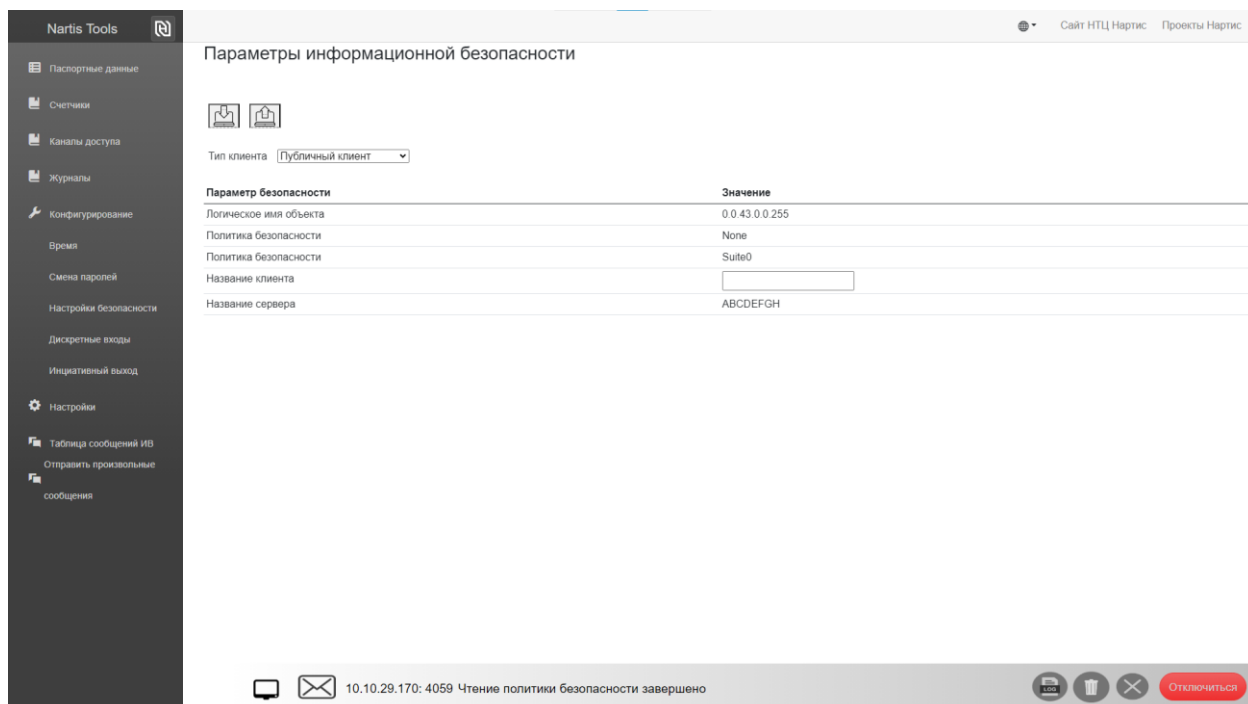 Nartis Tools
Сайт НТЦ Нартис Проекты Нартис
Паспортные данные
Счетчики
Каналы доступа
Журналы
Конфигурирование
Время
Смена паролей
Настройки безопасности
Дискретные входы
Инициативный выход
Настройки
Таблица сообщений ИВ
Отправить произвольные
сообщения
Параметры информационной безопасности
Тип клиента Публичный клиент
Параметр безопасности Значение
Логическое имя объекта 0.0.43.0.0.255
Политика безопасности None
Политика безопасности Suite0
Название клиента
Название сервера ABCDEFGH
10.10.29.170: 4059 Чтение политики безопасности завершено
LOG
Отключиться